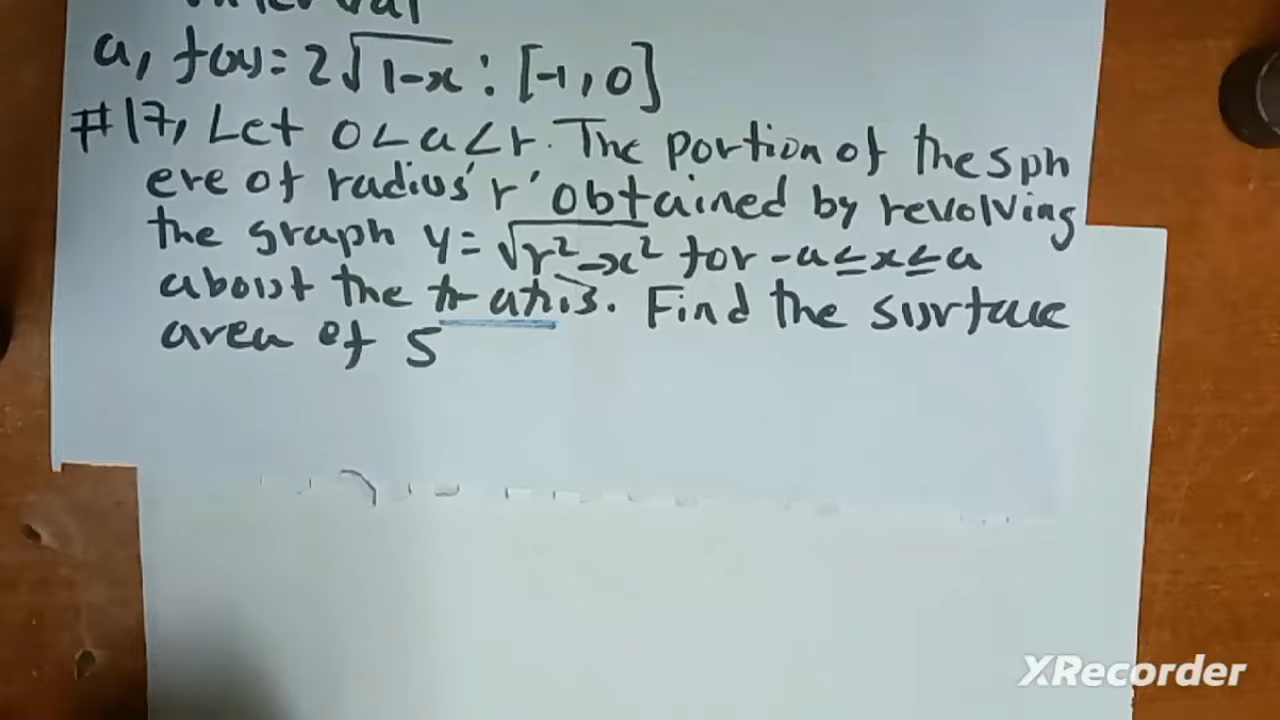 interval
a, f(x)= 2√1-x : [-1, 0]
#17, Let 0<a<r. The portion of the sph
ere of radius 'r' obtained by revolving
the graph y= √r²-x² for -a≤x≤a
about the x-axis. Find the surface
area of S
XRecorder